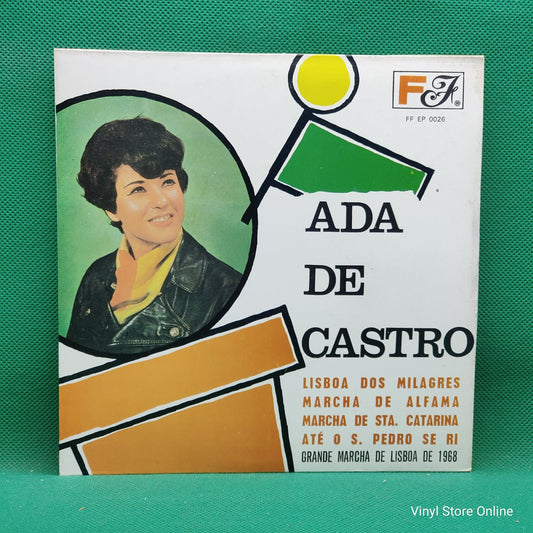 FF®
FF EP 0026
ADA
DE
CASTRO
LISBOA DOS MILAGRES
MARCHA DE ALFAMA
MARCHA DE STA. CATARINA
ATÉ O S. PEDRO SE RI
GRANDE MARCHA DE LISBOA DE 1968
Vinyl Store Online